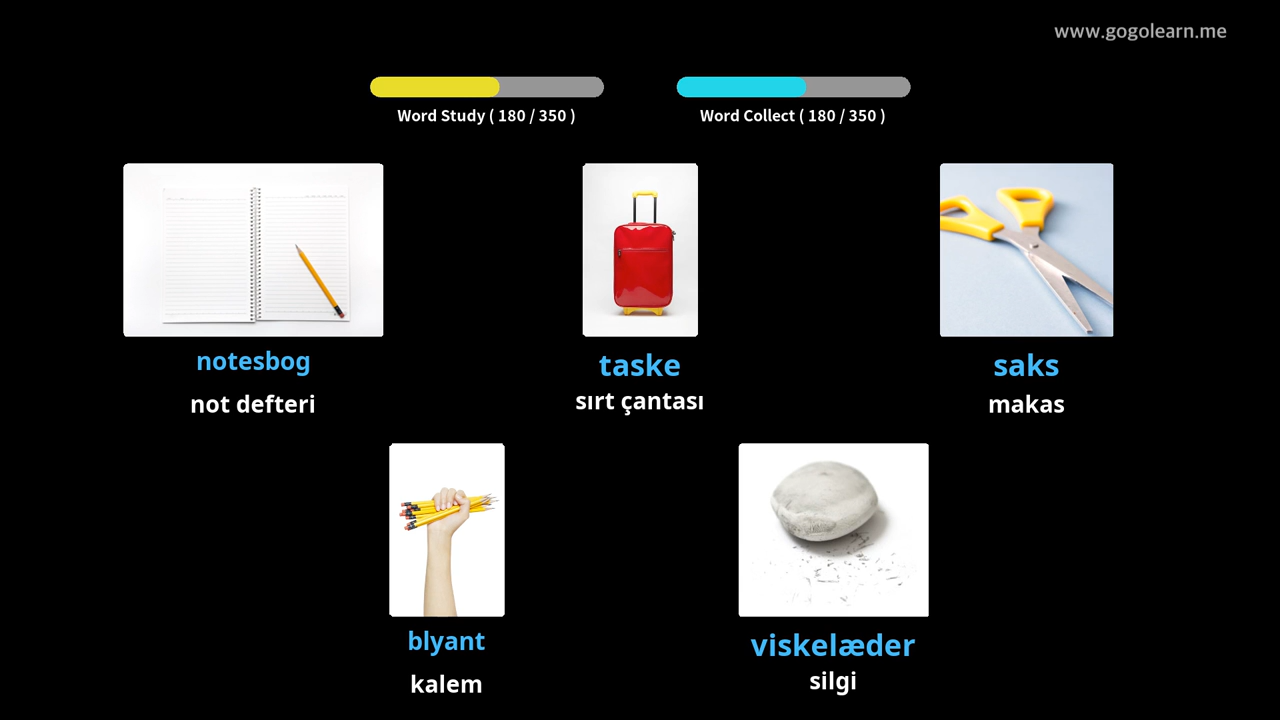 www.gogolearn.me
Word Study ( 180 / 350 )
Word Collect ( 180 / 350 )
notesbog
not defteri
taske
sırt çantası
saks
makas
blyant
kalem
viskelæder
silgi